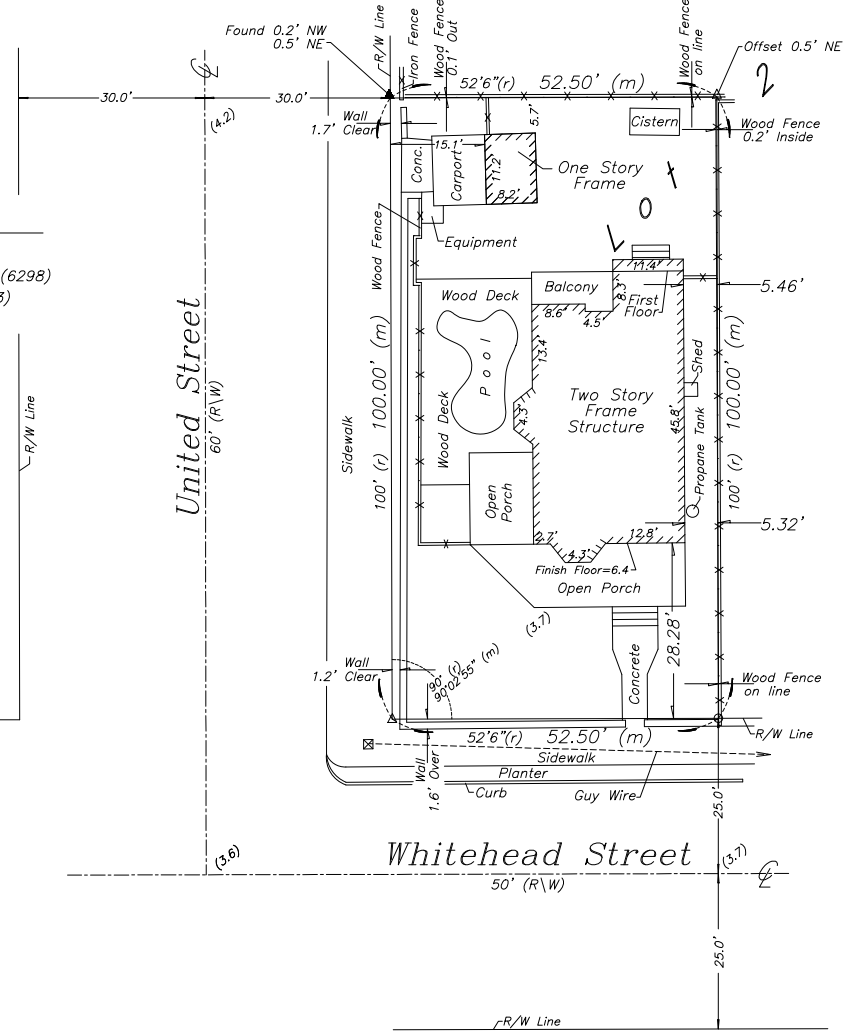 Found 0.2' NW
0.5' NE
R/W Line
Iron Fence
Wood Fence
0.1' Out
Wood Fence
on line
Offset 0.5' NE
2
52'6"(r)
52.50' (m)
30.0'
30.0'
(4.2)
Wall
1.7' Clear
15.1'
5.7'
Cistern
Wood Fence
0.2' Inside
Conc.
Carport
11.2
8.2'
One Story
Frame
Lot
Wood Fence
Equipment
(6298)
3)
Wood Deck
Balcony
11.4'
8.3'
First
Floor
8.6'
4.5'
5.46'
United Street
60' (R\W)
R/W Line
Sidewalk
100' (r)
100.00' (m)
Pool
Wood Deck
13.4'
4.3'
Two Story
Frame
Structure
45.8'
Shed
Propane Tank
100' (r)
100.00' (m)
Open
Porch
5.32'
2.7'
4.3'
12.8'
Finish Floor=6.4
Open Porch
(3.7)
28.28'
Wall
1.2' Clear
90° (r)
90°02'55" (m)
Concrete
Wood Fence
on line
52'6"(r)
52.50' (m)
R/W Line
Wall
1.6' Over
Sidewalk
Planter
Curb
Guy Wire
25.0'
(3.6)
Whitehead Street
(3.7)
50' (R\W)
25.0'
R/W Line